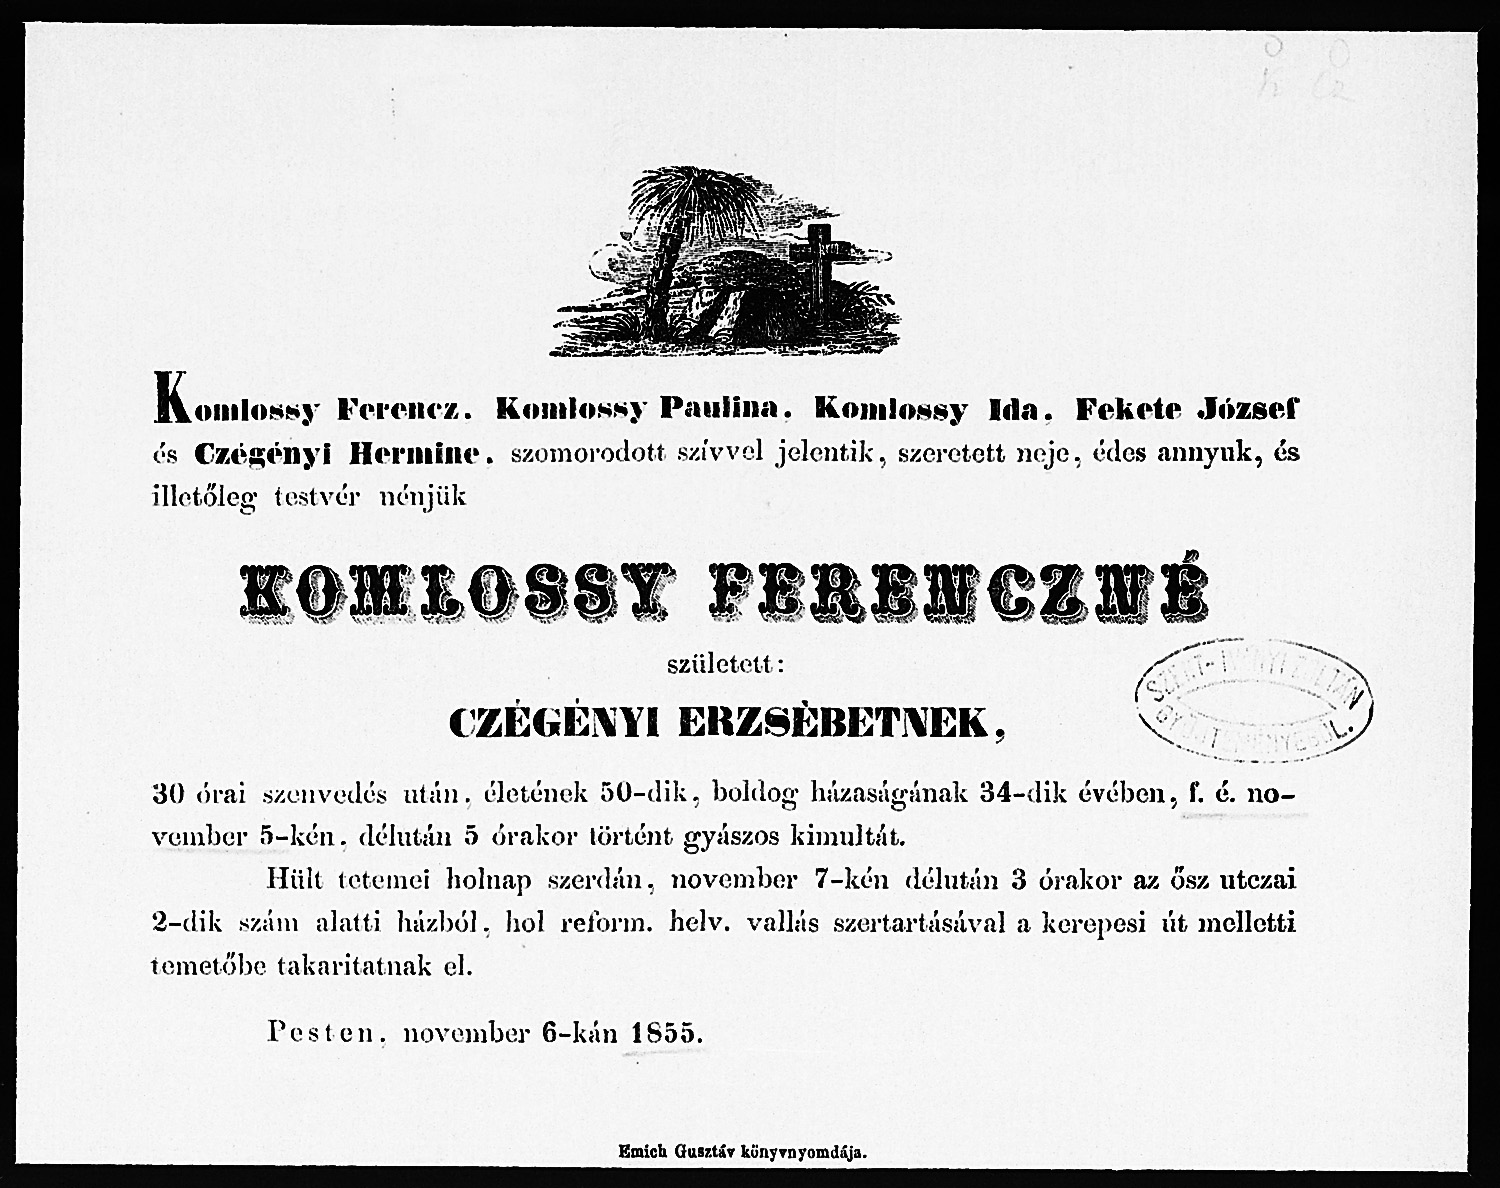 Komlossy Ferencz, Komlossy Paulina, Komlossy Ida, Fekete József
és Czégényi Hermine, szomorodott szívvel jelentik, szeretett neje, édes annyuk, és
illetőleg testvér nénjük
KOMLOSSY FERENCZNÉ
született:
CZÉGÉNYI ERZSÉBETNEK,
30 órai szenvedés után, életének 50-dik, boldog házaságának 34-dik évében, f. é. no-
vember 5-kén, délután 5 órakor történt gyászos kimultát.
Hült tetemei holnap szerdán, november 7-kén délután 3 órakor az ősz utczai
2-dik szám alatti házból, hol reform. helv. vallás szertartásával a kerepesi út melletti
temetőbe takaritatnak el.
Pesten, november 6-kán 1855.
Emich Gusztáv könyvnyomdája.
SZENT-IVÁNYI ZOLTÁN
GYŰJTEMÉNYÉBŐL.